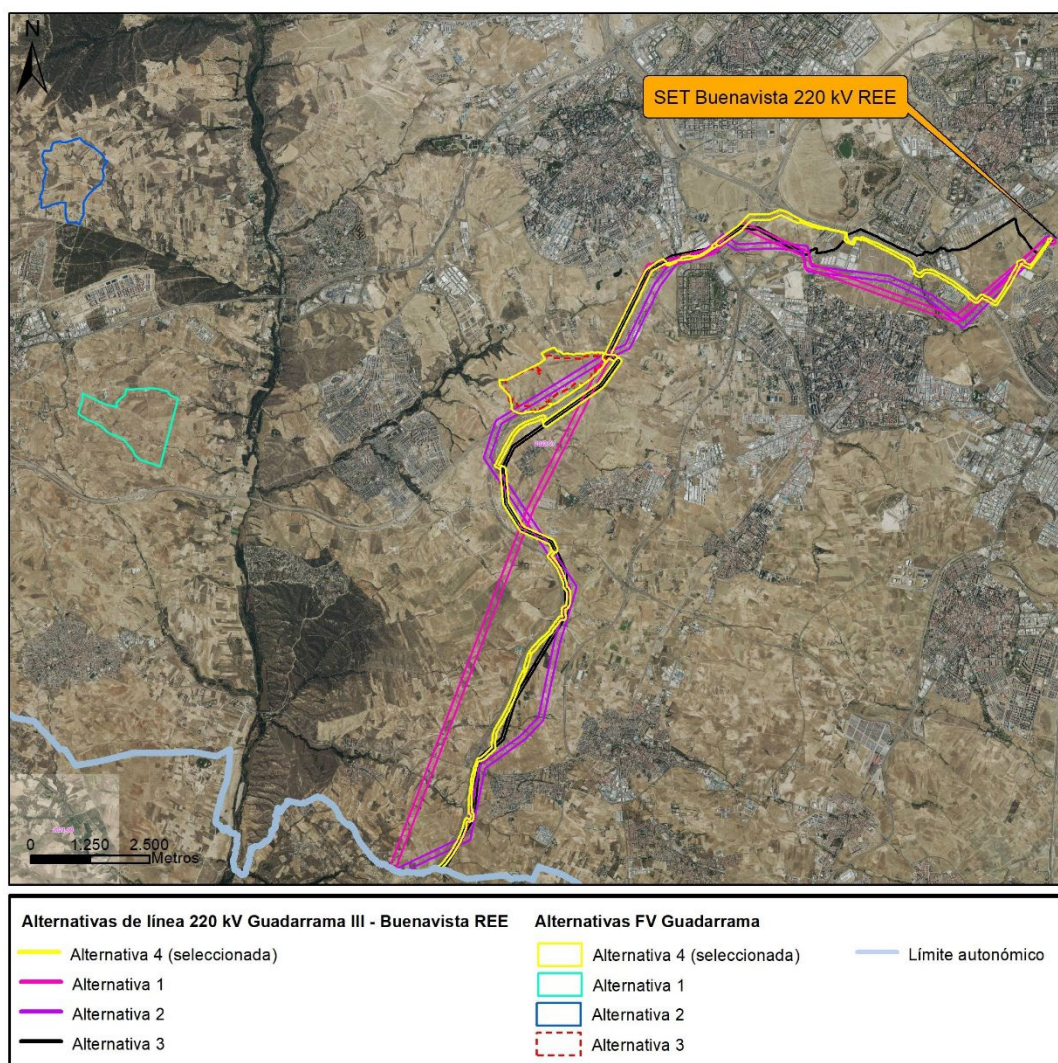 N
SET Buenavista 220 kV REE
0 1.250 2.500
Metros
Alternativas de línea 220 kV Guadarrama III - Buenavista REE
Alternativa 4 (seleccionada)
Alternativa 1
Alternativa 2
Alternativa 3
Alternativas FV Guadarrama
Alternativa 4 (seleccionada)
Alternativa 1
Alternativa 2
Alternativa 3
Límite autonómico